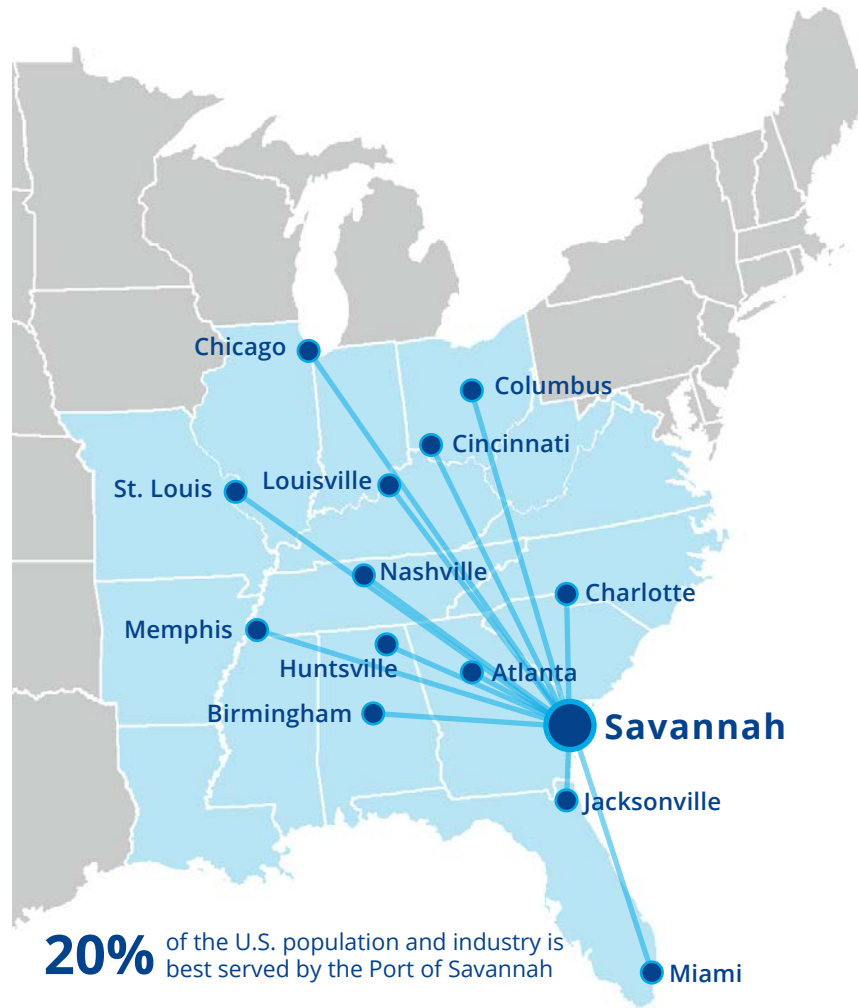 Chicago
Columbus
Cincinnati
Louisville
St. Louis
Nashville
Charlotte
Memphis
Huntsville
Atlanta
Birmingham
Savannah
Jacksonville
20% of the U.S. population and industry is
best served by the Port of Savannah
Miami